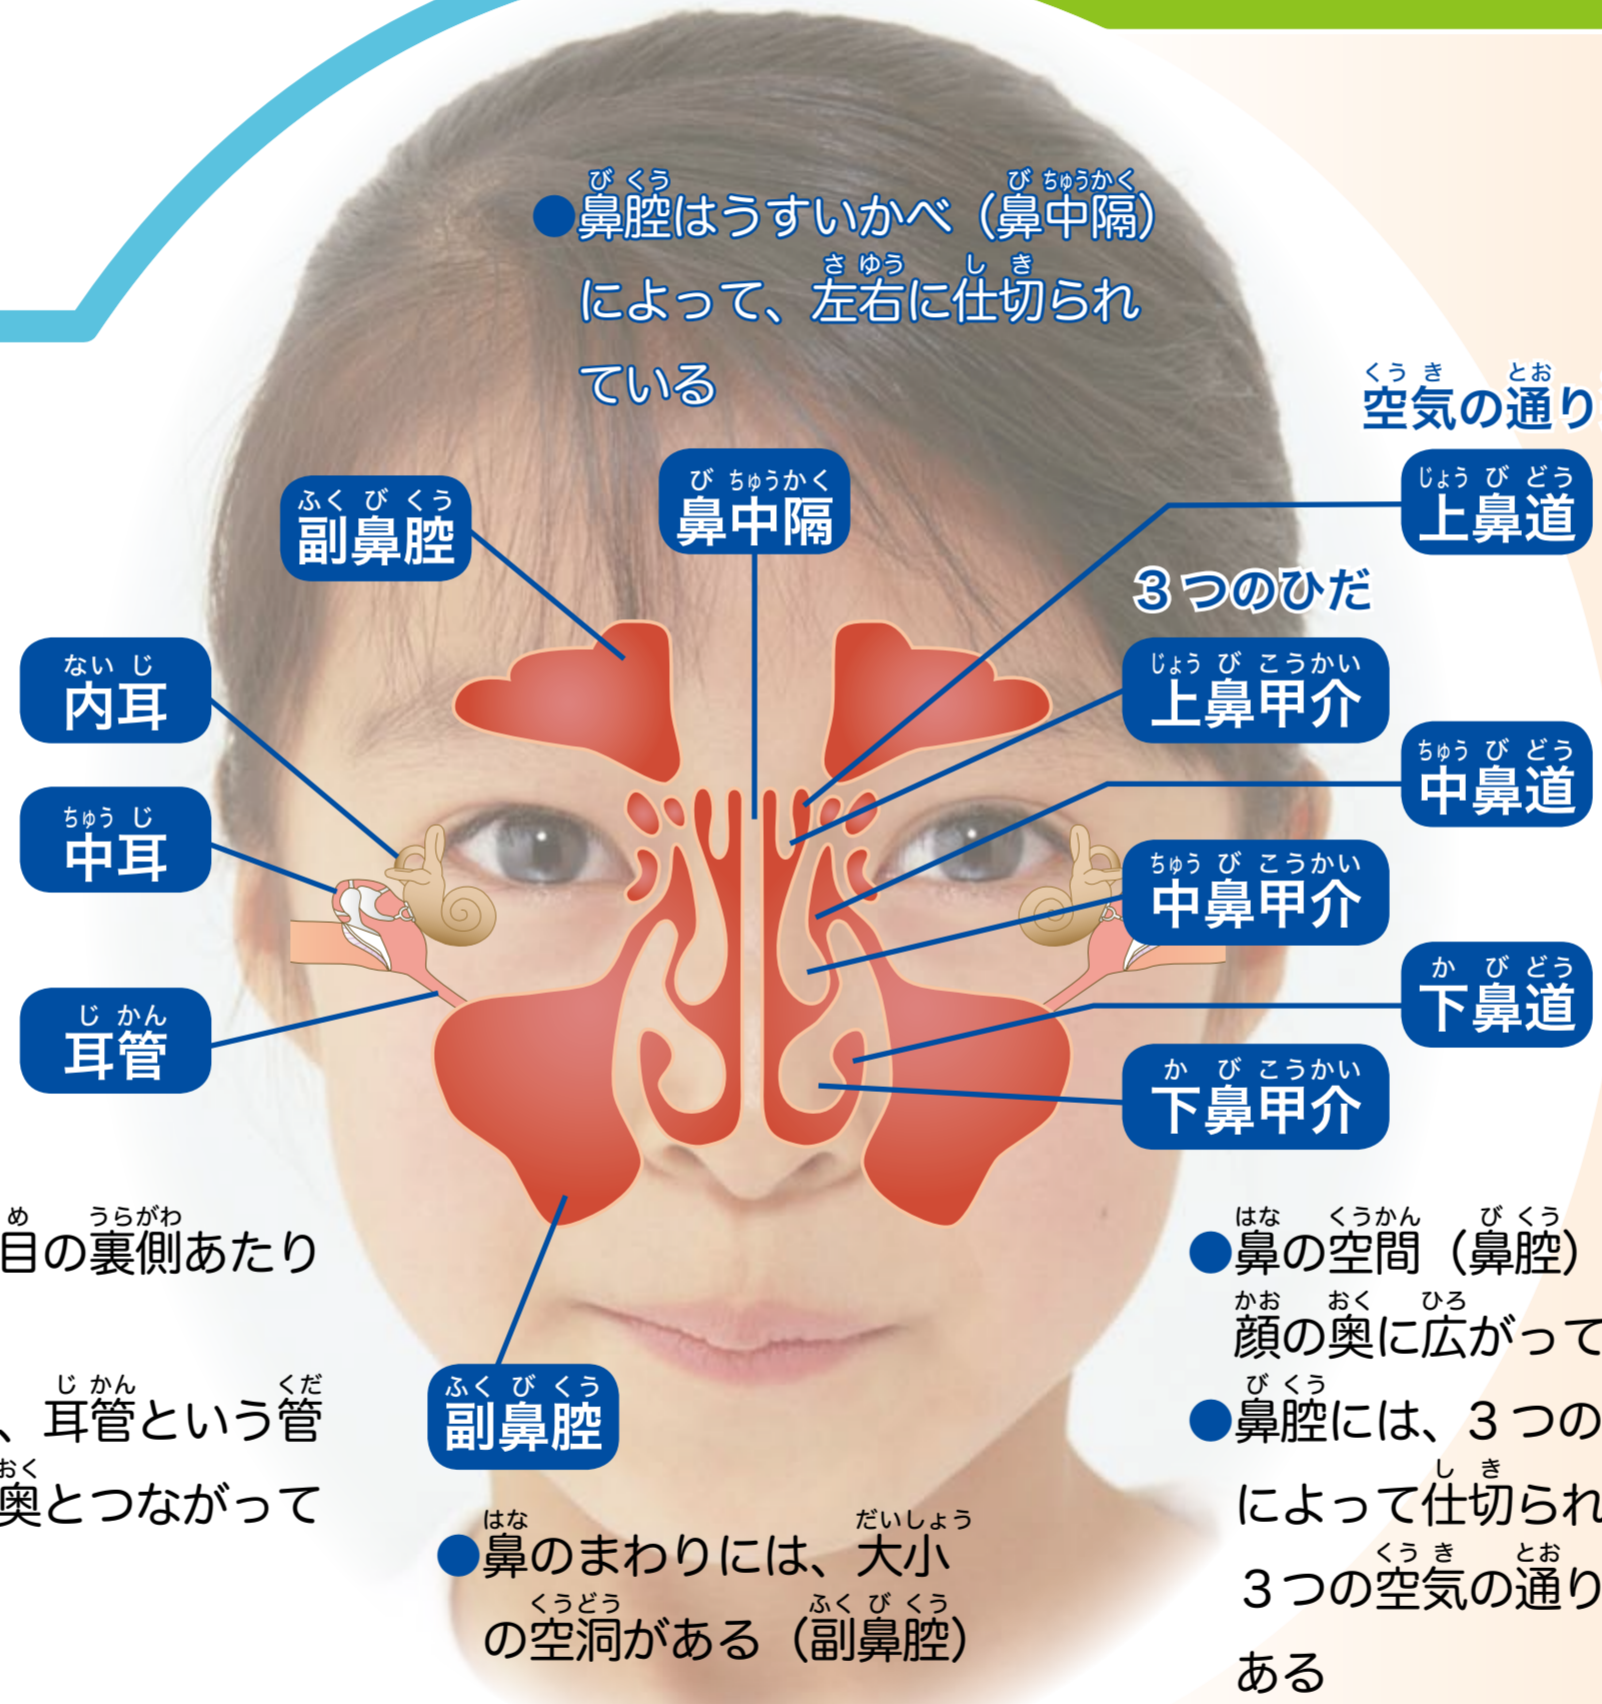 鼻腔はうすいかべ（鼻中隔）
によって、左右に仕切られ
ている
空気の通り
副鼻腔
鼻中隔
上鼻道
3つのひだ
上鼻甲介
内耳
中鼻道
中耳
中鼻甲介
下鼻道
耳管
下鼻甲介
目の裏側あたり
、耳管という管
奥とつながって
副鼻腔
●鼻のまわりには、大小
の空洞がある（副鼻腔）
●鼻の空間（鼻腔）
顔の奥に広がって
●鼻腔には、3つの
によって仕切られ
3つの空気の通り
ある